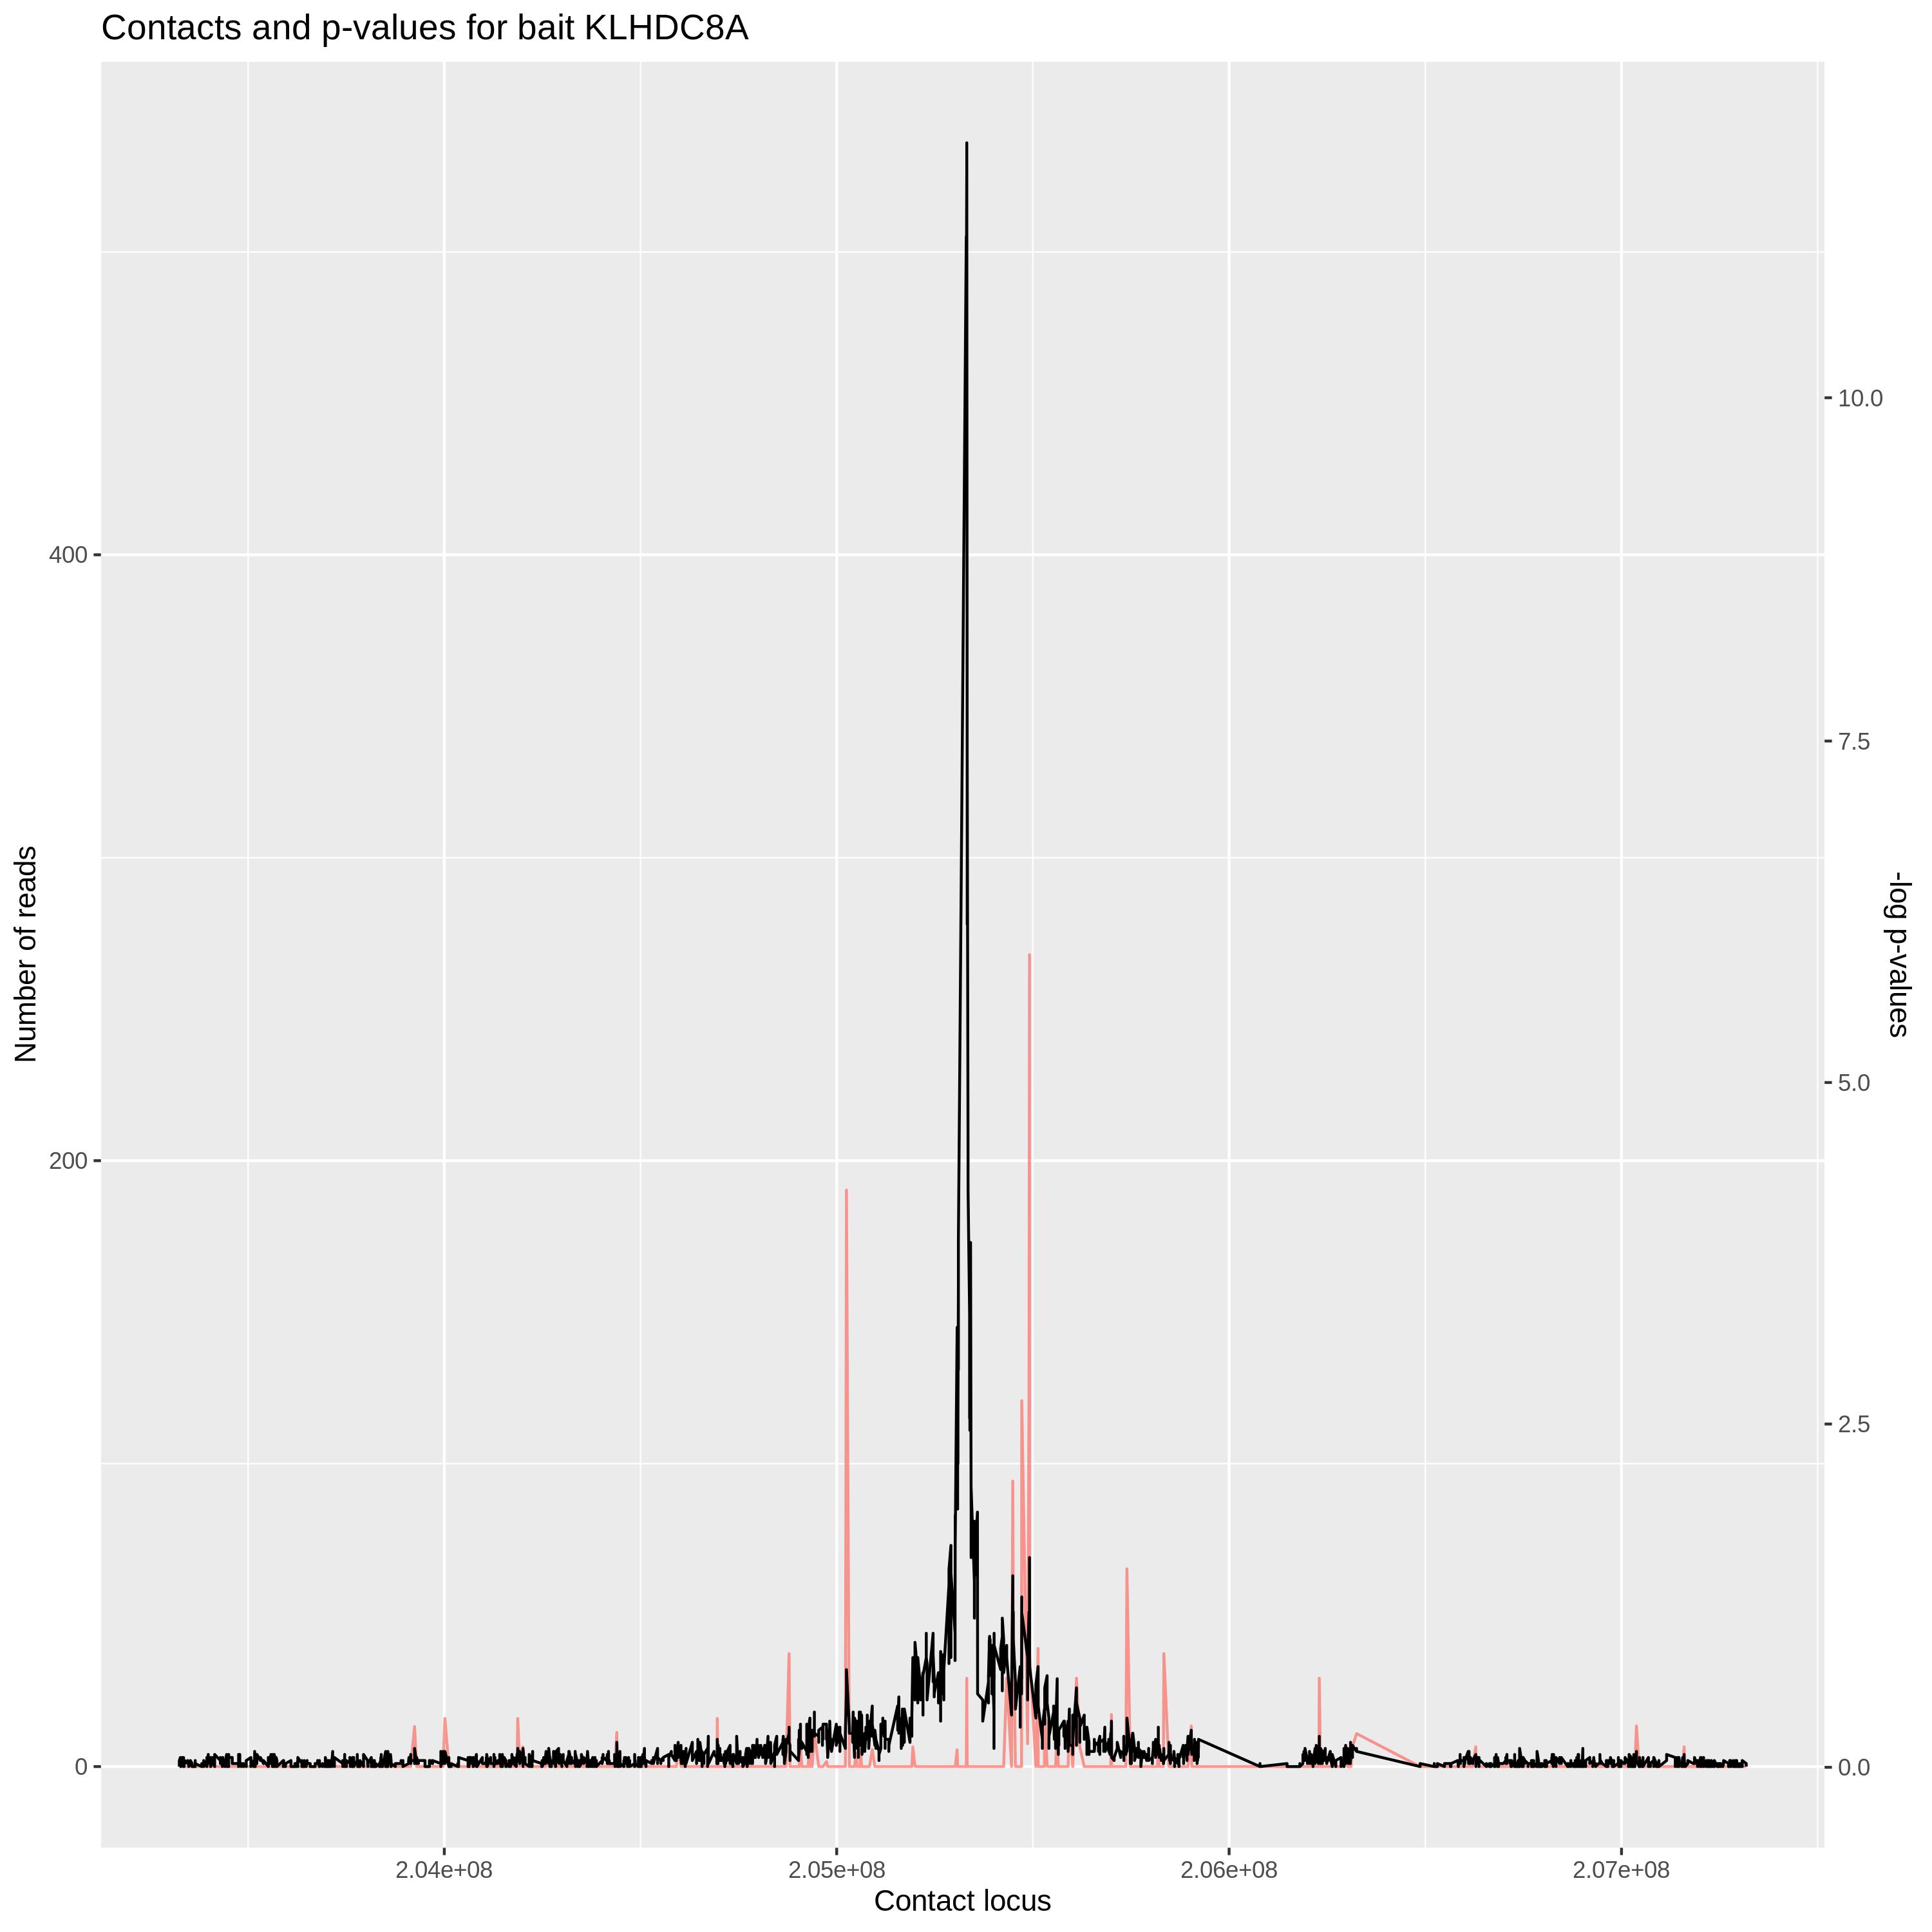 Contacts and p-values for bait KLHDC8A
Number of reads
400
200
0
10.0
7.5
5.0
2.5
0.0
-log p-values
2.04e+08
2.05e+08
2.06e+08
2.07e+08
Contact locus